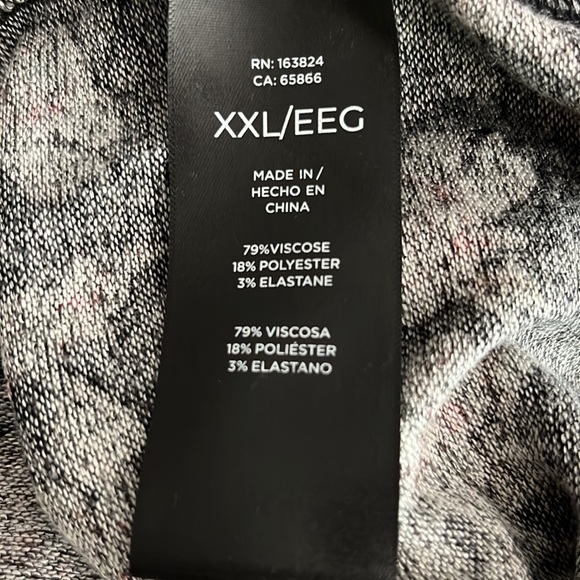 RN: 163824
CA: 65866
XXL/EEG
MADE IN /
HECHO EN
CHINA
79%VISCOSE
18% POLYESTER
3% ELASTANE
79% VISCOSA
18% POLIÉSTER
3% ELASTANO